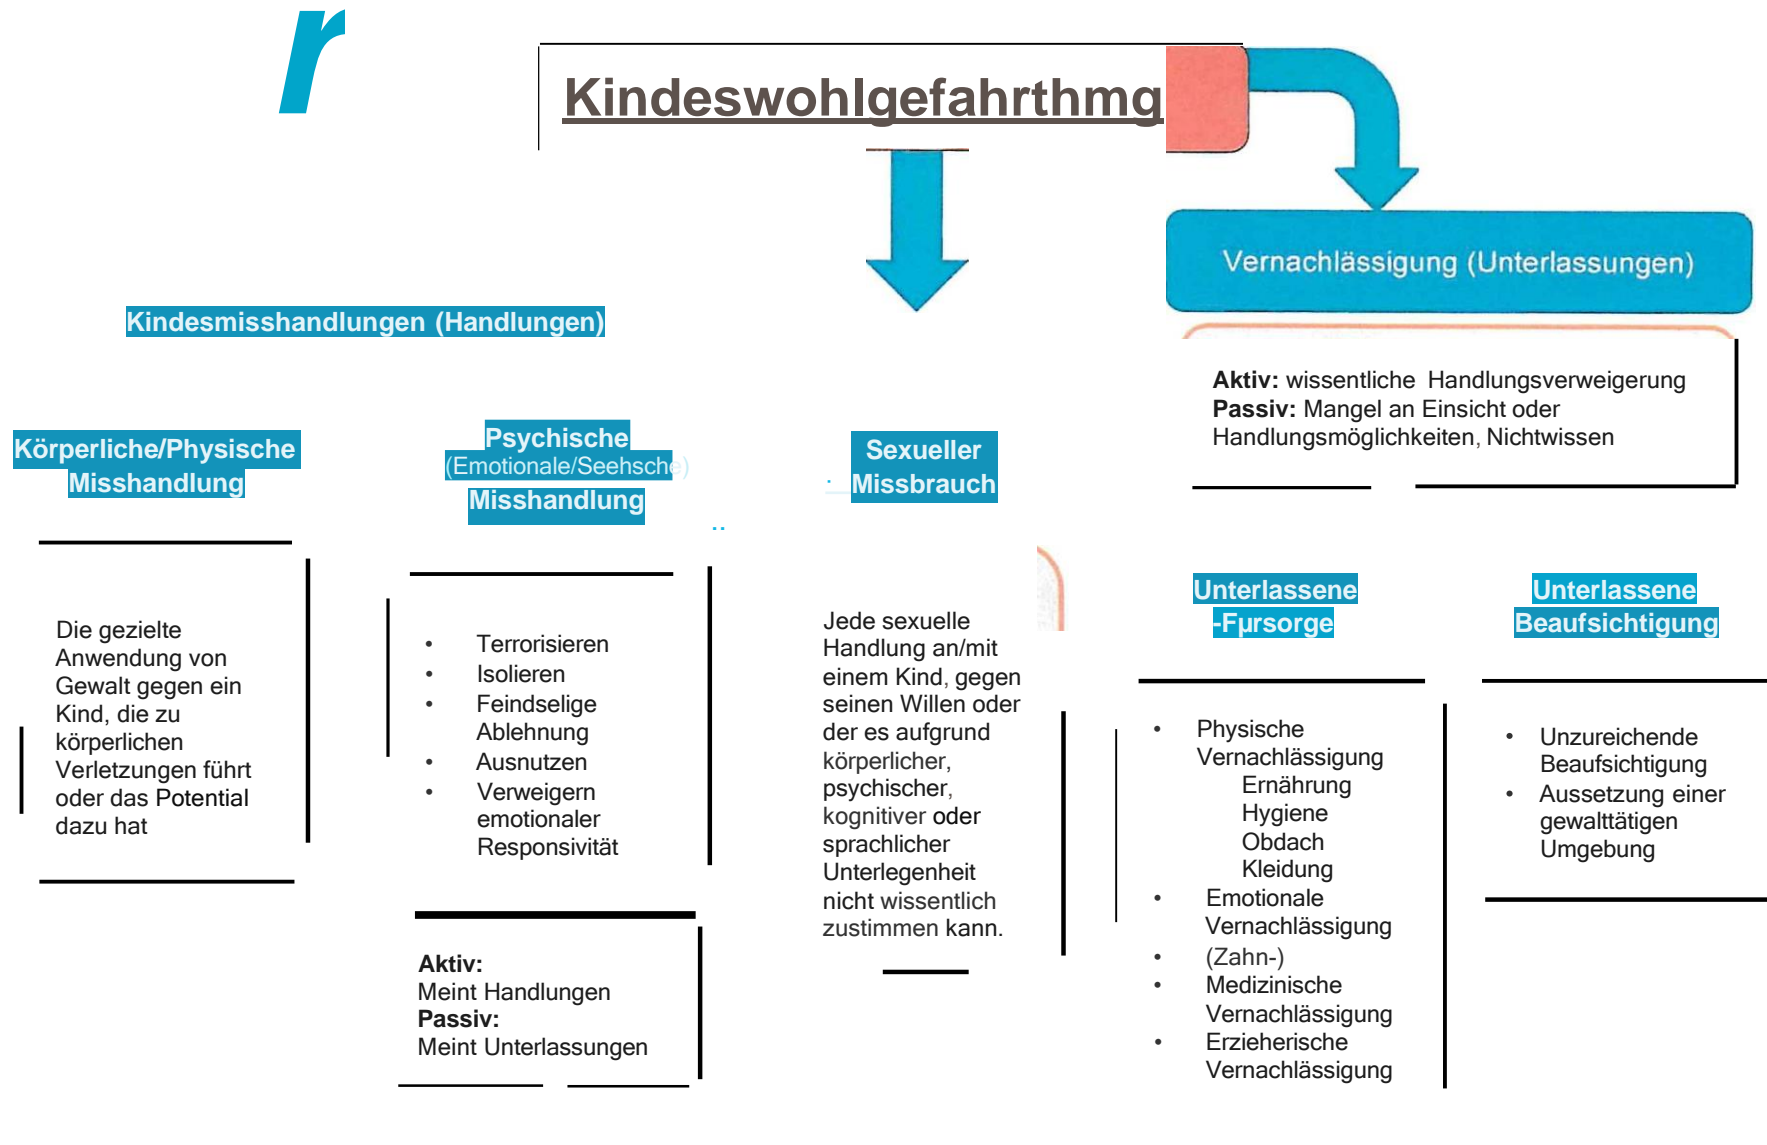 r
Kindeswohlgefahrthmg
Vernachlässigung (Unterlassungen)
Kindesmisshandlungen (Handlungen)
Aktiv: wissentliche Handlungsverweigerung
Passiv: Mangel an Einsicht oder
Handlungsmöglichkeiten, Nichtwissen
Körperliche/Physische
Misshandlung
Psychische
(Emotionale/Seehsche)
Misshandlung
Sexueller
Missbrauch
Die gezielte
Anwendung von
Gewalt gegen ein
Kind, die zu
körperlichen
Verletzungen führt
oder das Potential
dazu hat
• Terrorisieren
• Isolieren
• Feindselige
Ablehnung
• Ausnutzen
• Verweigern
emotionaler
Responsivität
Aktiv:
Meint Handlungen
Passiv:
Meint Unterlassungen
Jede sexuelle
Handlung an/mit
einem Kind, gegen
seinen Willen oder
der es aufgrund
körperlicher,
psychischer,
kognitiver oder
sprachlicher
Unterlegenheit
nicht wissentlich
zustimmen kann.
Unterlassene
-Fµrsorge
• Physische
Vernachlässigung
Ernährung
Hygiene
Obdach
Kleidung
• Emotionale
Vernachlässigung
• (Zahn-)
• Medizinische
Vernachlässigung
• Erzieherische
Vernachlässigung
Unterlassene
Beaufsichtigung
• Unzureichende
Beaufsichtigung
• Aussetzung einer
gewalttätigen
Umgebung